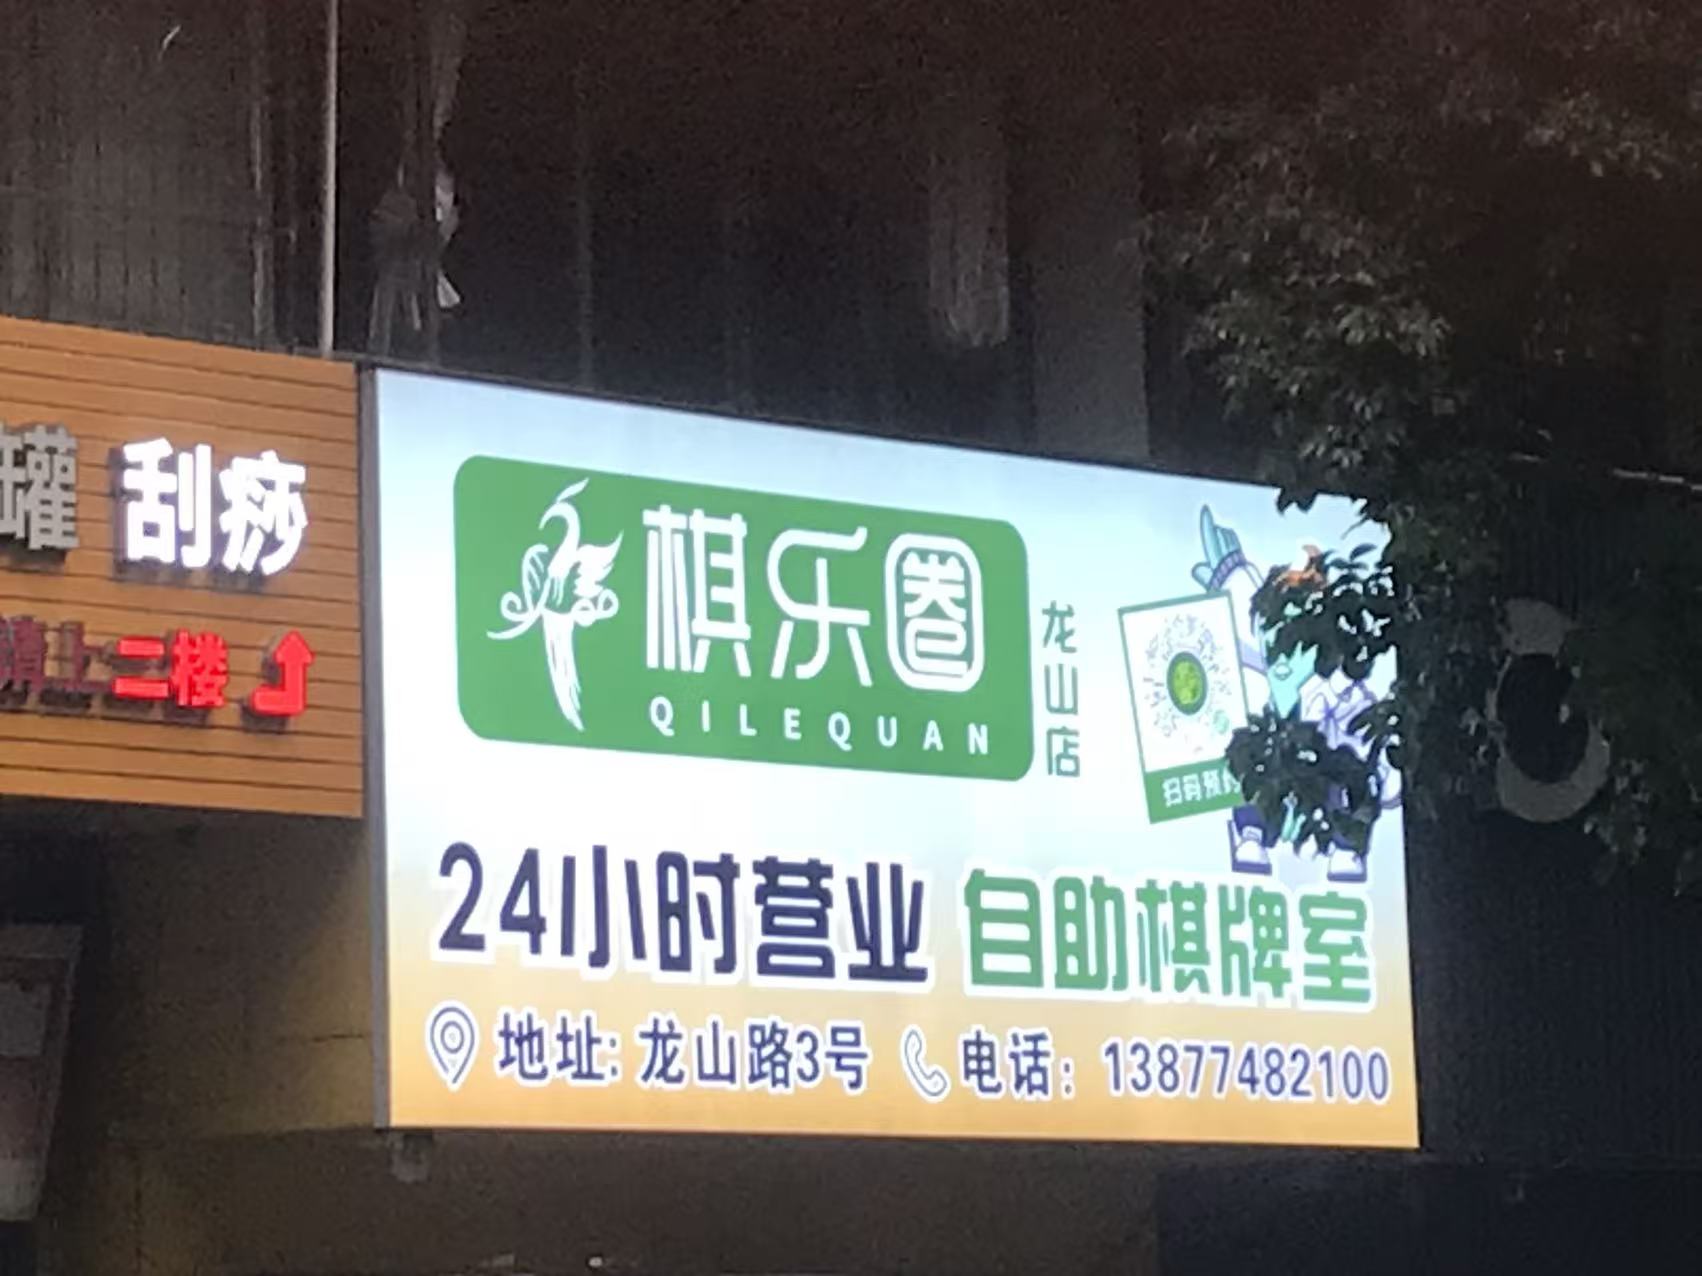 罐 刮痧
请上二楼
棋乐圈
QILEQUAN
龙山店
扫码预约
24小时营业 自助棋牌室
地址: 龙山路3号 电话: 13877482100